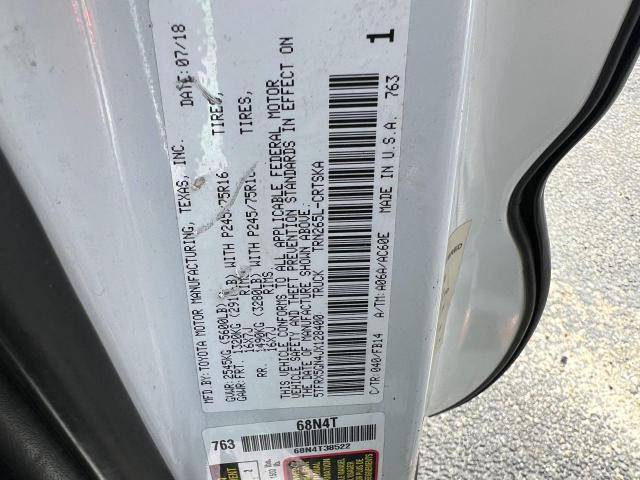 MFD. BY: TOYOTA MOTOR MANUFACTURING, TEXAS, INC. DATE: 07/18
GVWR: 2545KG (5600LB)
GAWR: FRT. 1320KG (291 LB) WITH P245/75R16 TIRES,
16X7J RIMS,
RR. 1490KG (3280LB) WITH P245/75R16 TIRES,
16X7J RIMS,
THIS VEHICLE CONFORMS TO ALL APPLICABLE FEDERAL MOTOR
VEHICLE SAFETY AND THEFT PREVENTION STANDARDS IN EFFECT ON
THE DATE OF MANUFACTURE SHOWN ABOVE.
5TFRX5GN4JX128400 TRUCK TRN265L-CRTSKA
1
C/TR: 040/FB14 A/TM: A06A/AC60E MADE IN U.S.A. 763
763 68N4T
68N4T38522